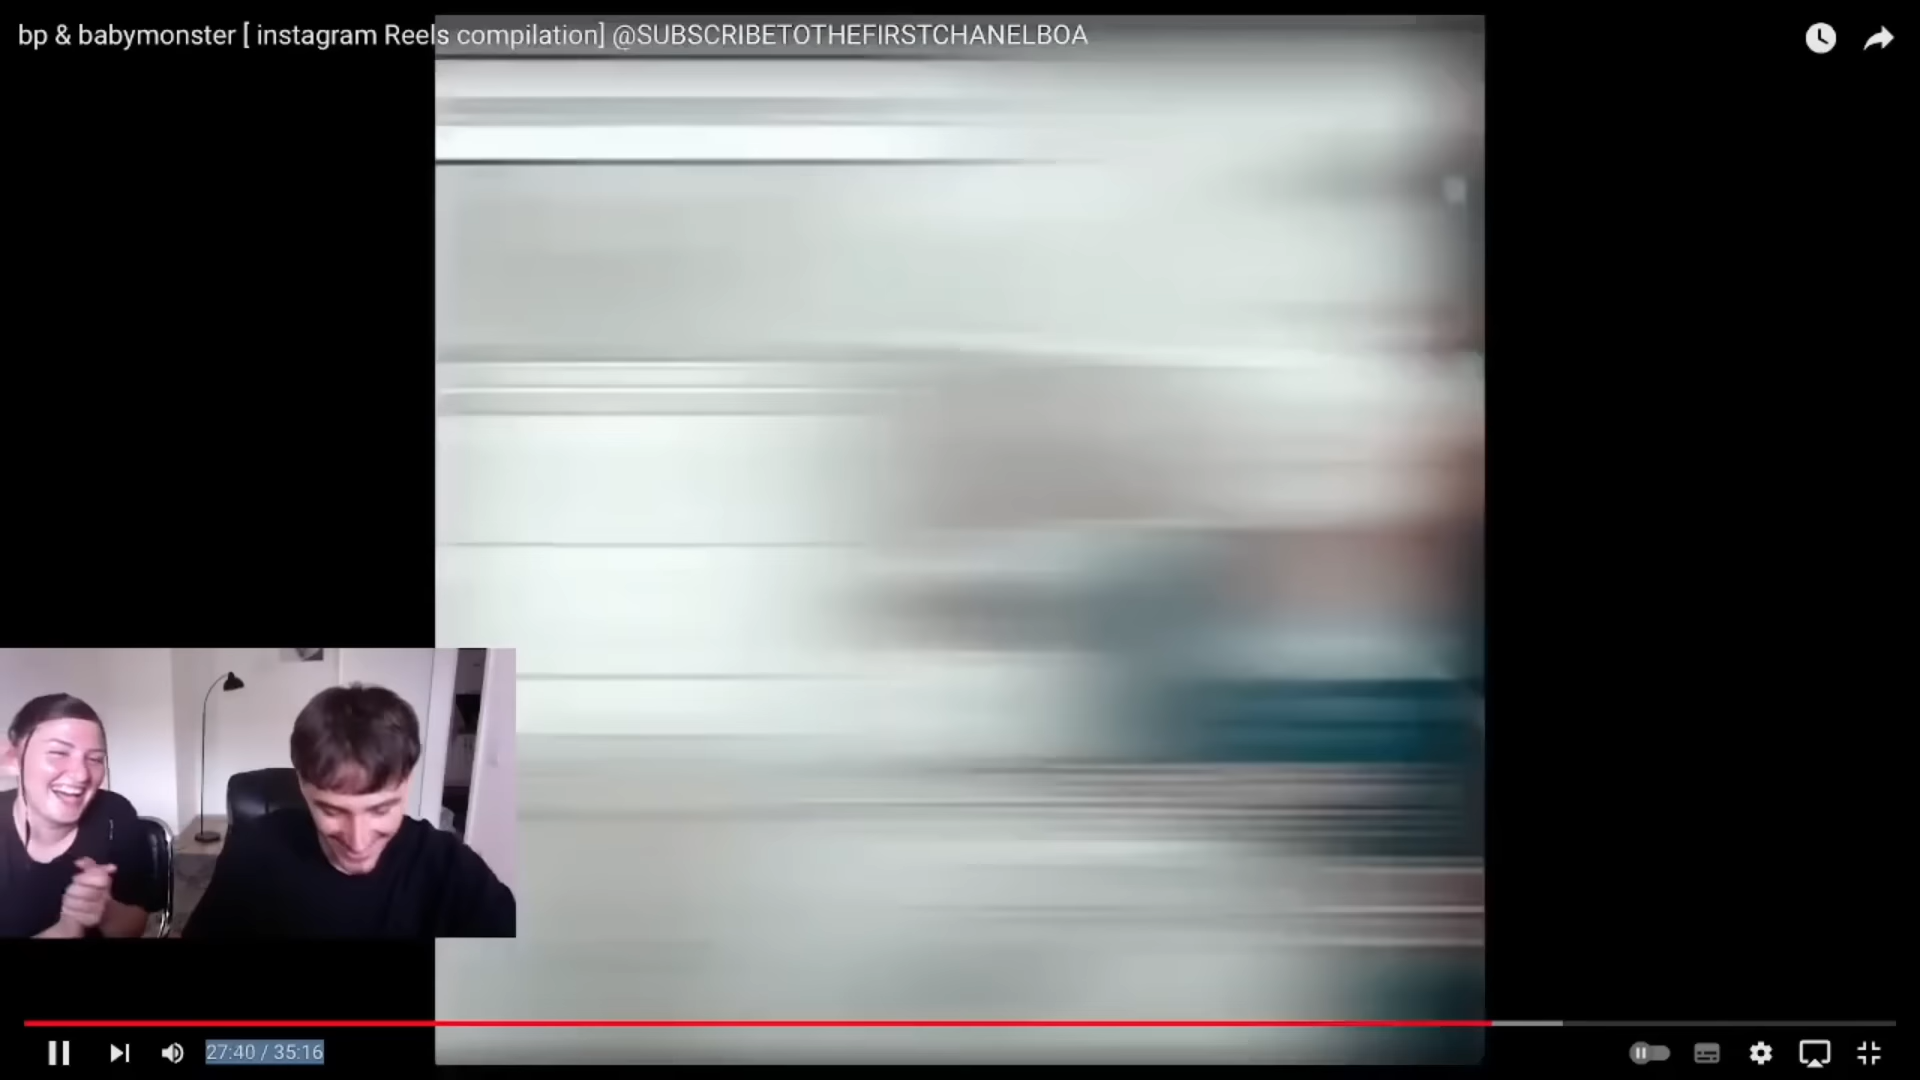 bp & babymonster [ instagram Reels compilation] @SUBSCRIBETOTHEFIRSTCHANELBOA
27:40 / 35:16